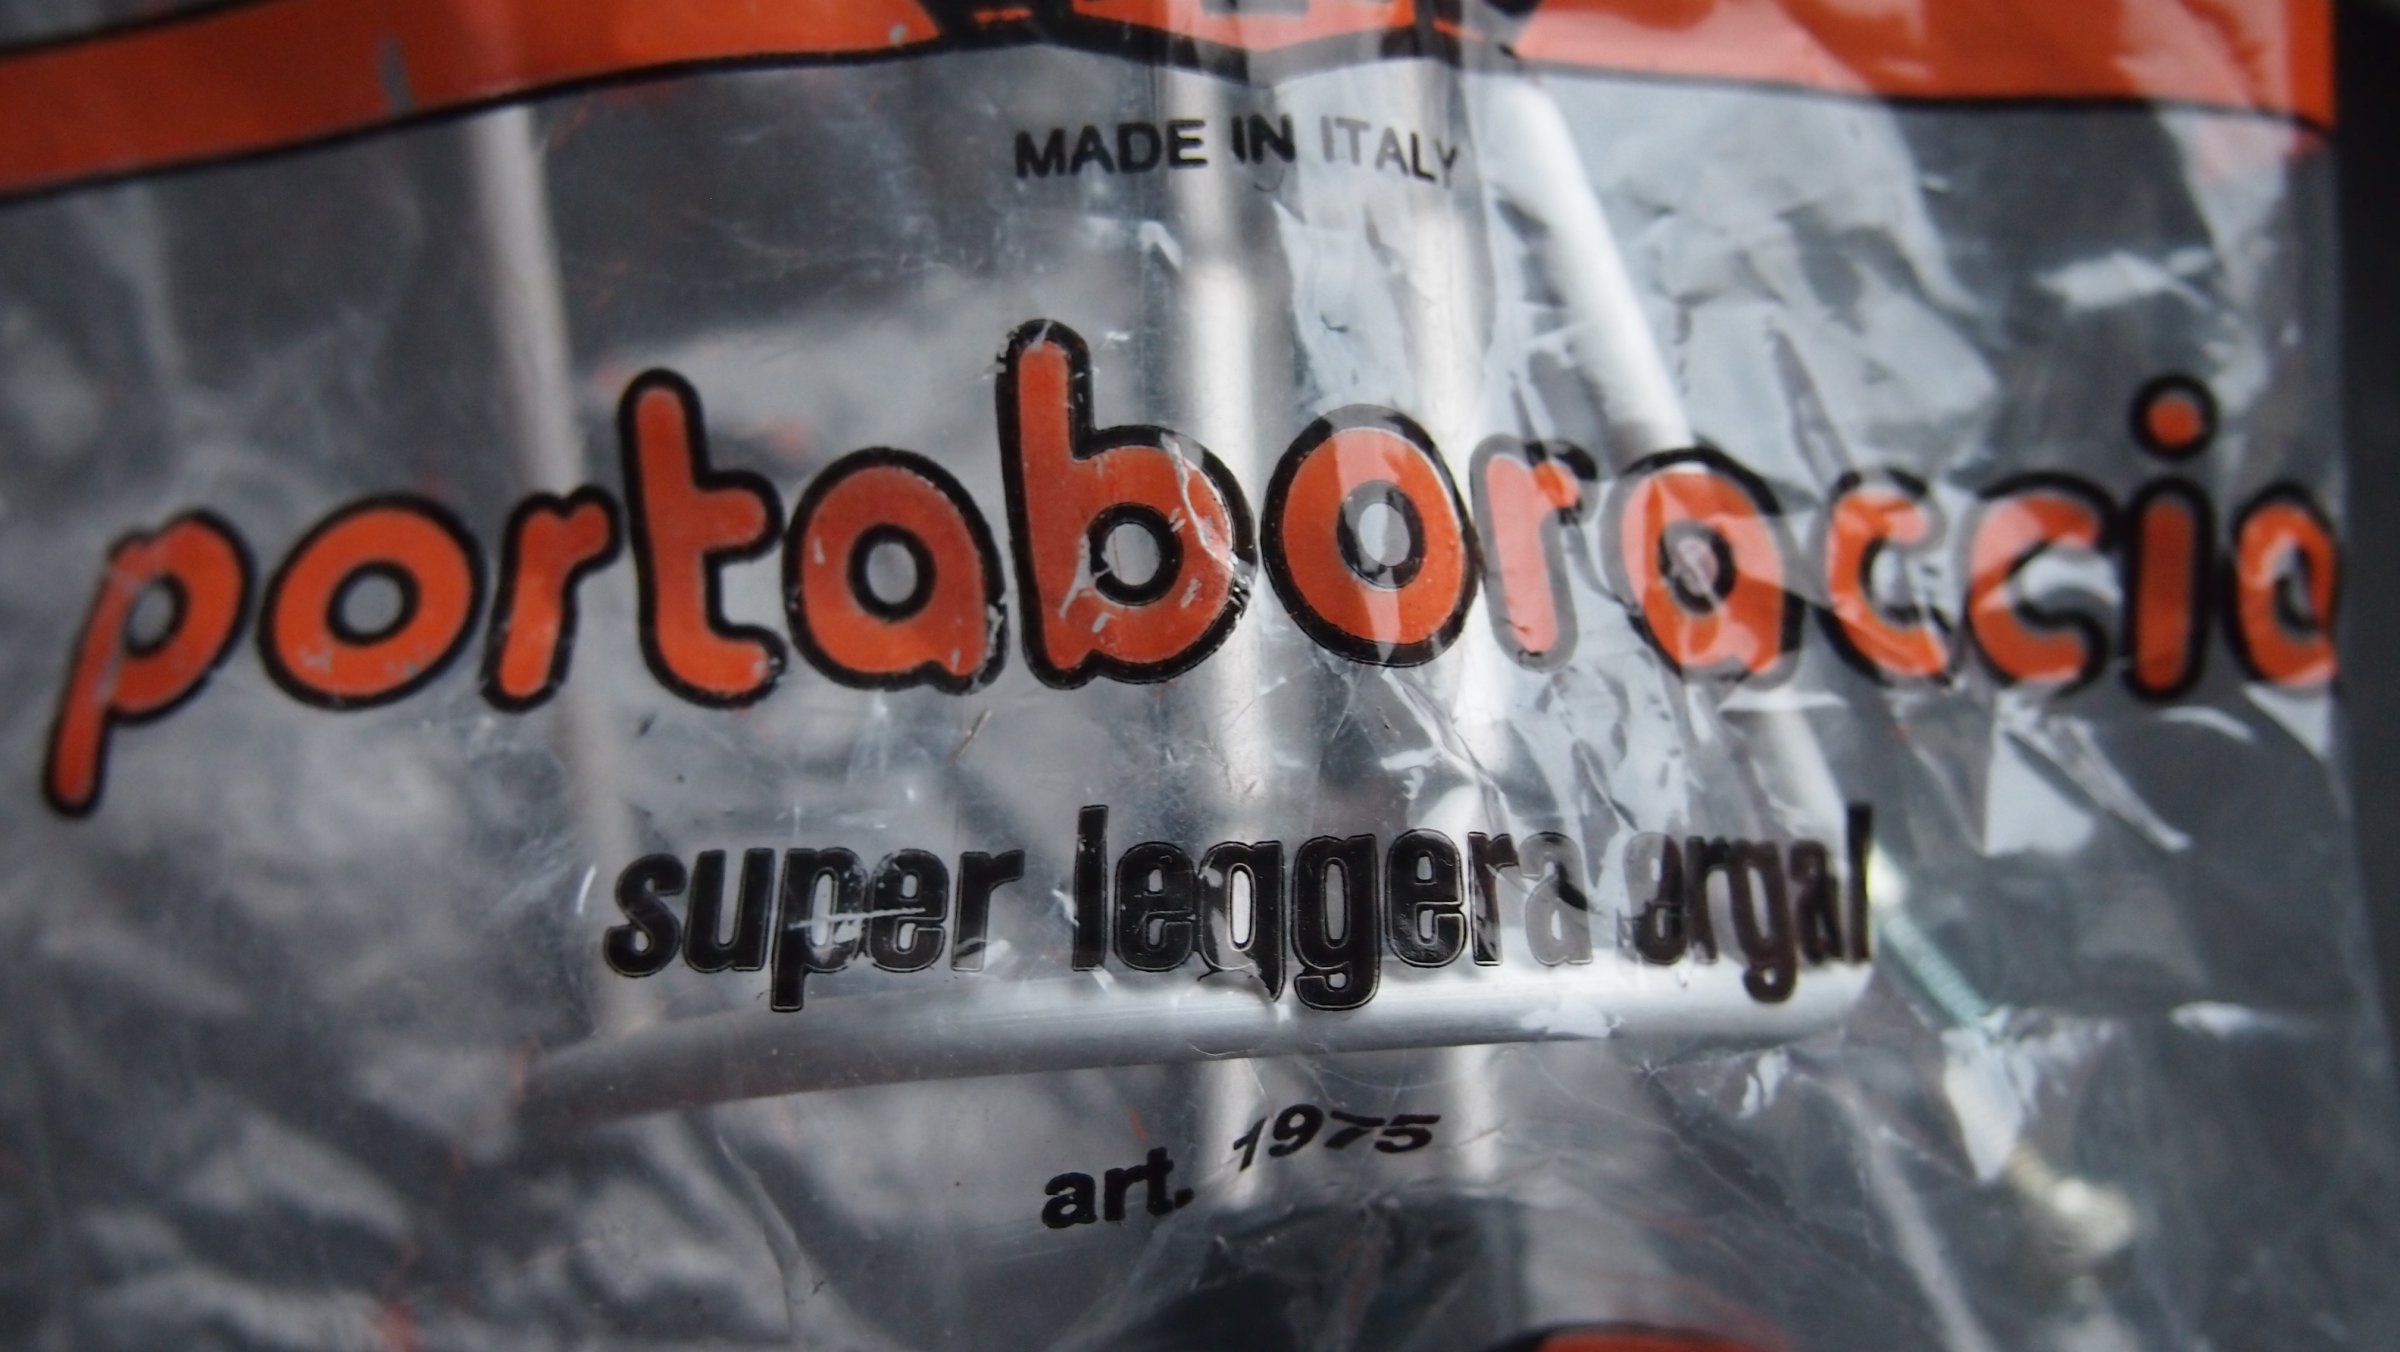 MADE IN ITALY
portaboraccia
super leggera ergal
art. 1975